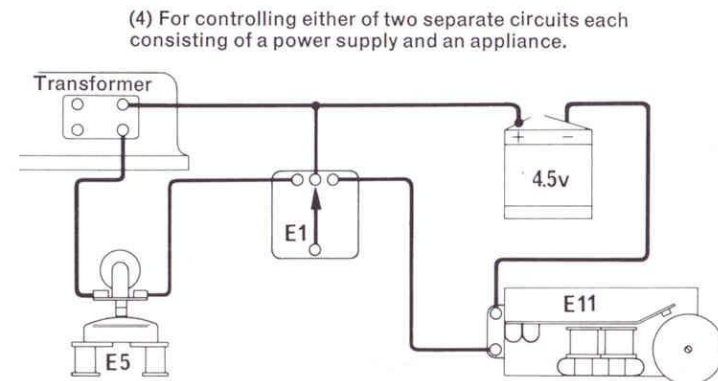 (4) For controlling either of two separate circuits each
consisting of a power supply and an appliance.
Transformer
+ −
4.5v
E1
E11
E5